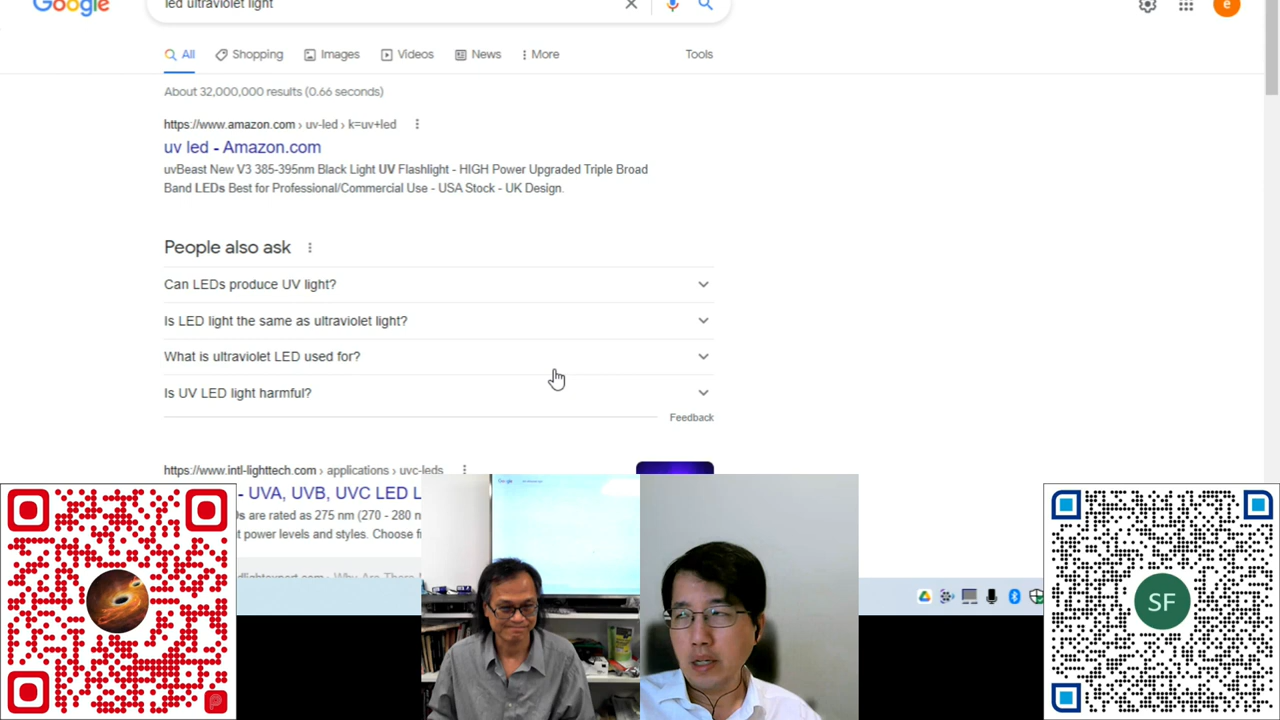 Google
led ultraviolet light
e
All
Shopping
Images
Videos
News
More
Tools
About 32,000,000 results (0.66 seconds)
https://www.amazon.com › uv-led › k=uv+led
uv led - Amazon.com
uvBeast New V3 385-395nm Black Light UV Flashlight - HIGH Power Upgraded Triple Broad
Band LEDs Best for Professional/Commercial Use - USA Stock - UK Design.
People also ask
Can LEDs produce UV light?
Is LED light the same as ultraviolet light?
What is ultraviolet LED used for?
Is UV LED light harmful?
Feedback
https://www.intl-lighttech.com › applications › uvc-leds
- UVA, UVB, UVC LED L
are rated as 275 nm (270 - 280 n
t power levels and styles. Choose fi
SF